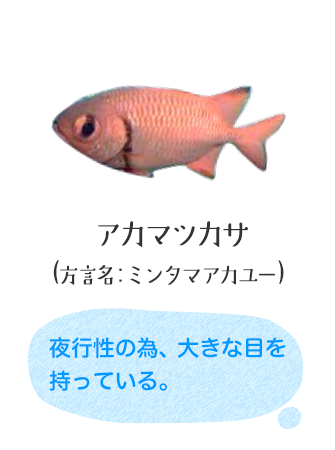 アカマツカサ
(方言名：ミンタマアカユー)
夜行性の為、大きな目を
持っている。